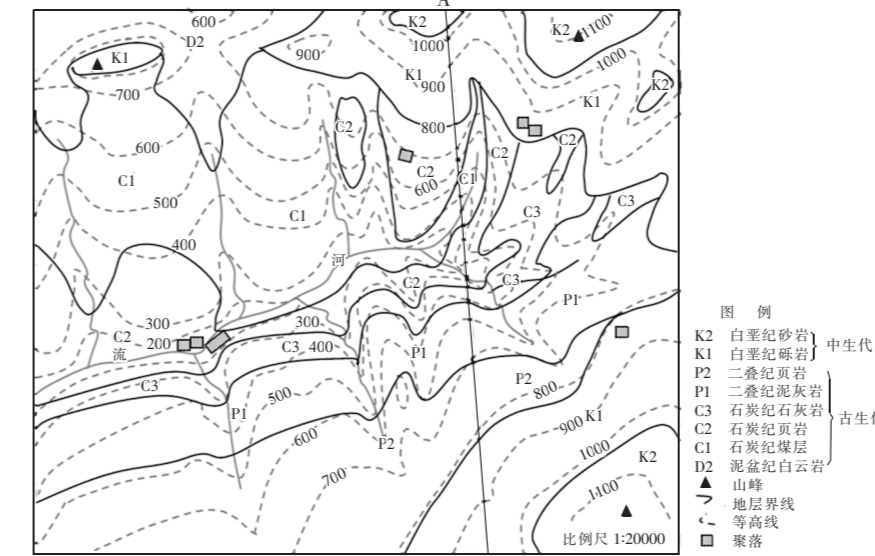 A
600
K2
K2
1100
D2
1000
900
1000
K1
K1
900
K2
700
K1
800
C2
C2
600
C2
C2
600
C1
C1
500
C3
C3
C1
400
河
C2
C3
P1
300
300
C2
200
流
C3
400
P1
C3
P2
800
500
P1
900
K1
600
P2
1000
K2
700
1100
比例尺 1:20000
图 例
K2 白垩纪砂岩
K1 白垩纪砾岩
中生代
P2 二叠纪页岩
P1 二叠纪泥灰岩
C3 石炭纪石灰岩
C2 石炭纪页岩
C1 石炭纪煤层
D2 泥盆纪白云岩
古生代
山峰
地层界线
等高线
聚落